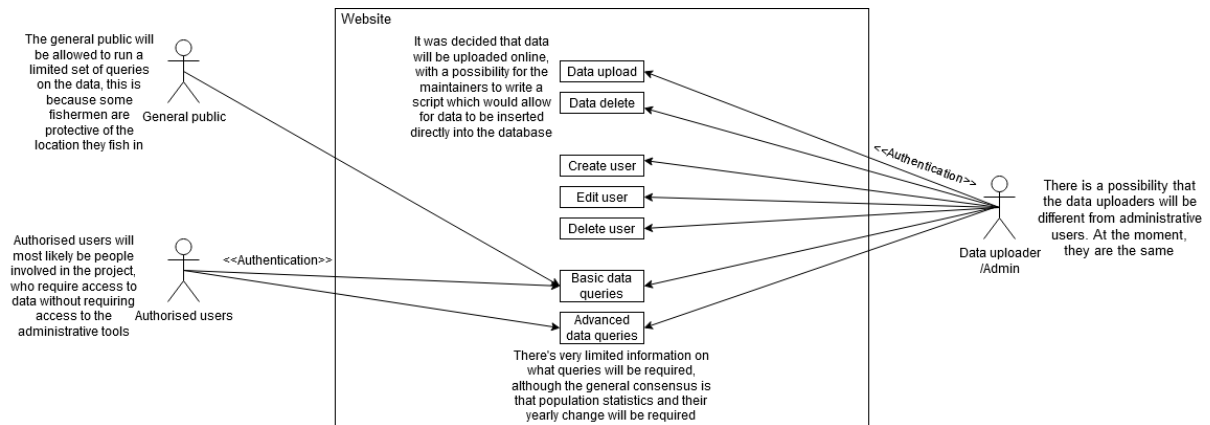 Website
The general public will
be allowed to run a
limited set of queries
on the data, this is
because some
fishermen are
protective of the
location they fish in
General public
It was decided that data
will be uploaded online,
with a possibility for the
maintainers to write a
script which would allow
for data to be inserted
directly into the database
Data upload
Data delete
Create user
Edit user
Delete user
<<Authentication>>
Data uploader
/Admin
There is a possibility that
the data uploaders will be
different from administrative
users. At the moment,
they are the same
Authorised users will
most likely be people
involved in the project,
who require access to
data without requiring
access to the
administrative tools
Authorised users
<<Authentication>>
Basic data
queries
Advanced
data queries
There's very limited information on
what queries will be required,
although the general consensus is
that population statistics and their
yearly change will be required